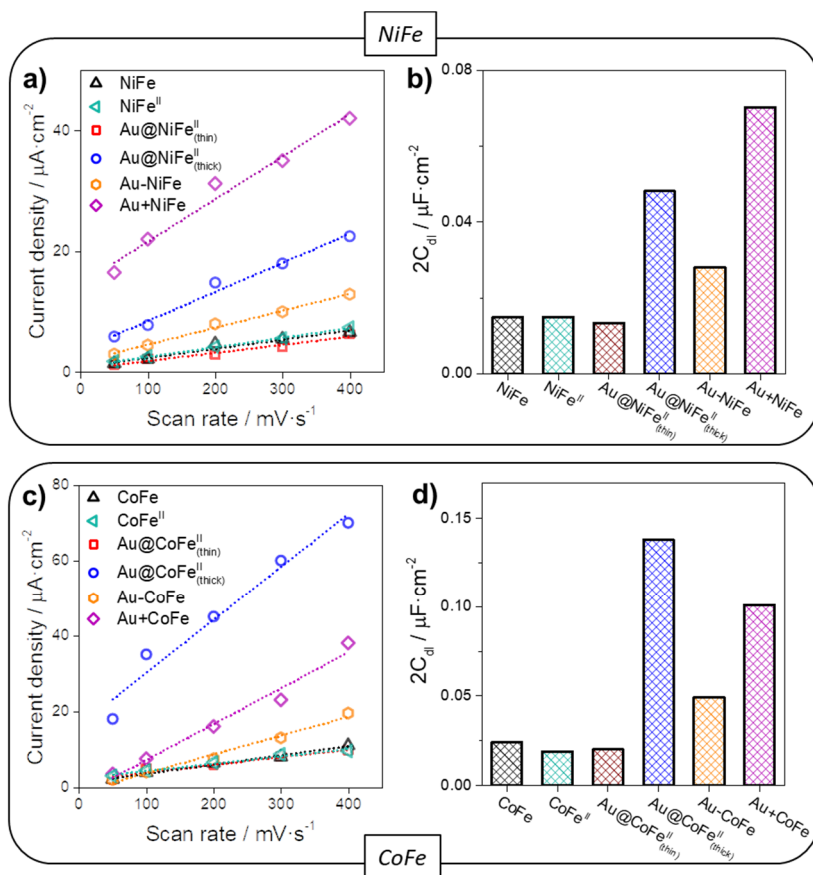 NiFe
a)
NiFe
NiFeᴵᴵ
Au@NiFeᴵᴵ(thin)
Au@NiFeᴵᴵ(thick)
Au-NiFe
Au+NiFe
Current density / μA·cm⁻²
40
20
0
0 100 200 300 400
Scan rate / mV·s⁻¹
b)
2Cdl / μF·cm⁻²
0.08
0.04
0.00
NiFe
NiFeᴵᴵ
Au@NiFeᴵᴵ(thin)
Au@NiFeᴵᴵ(thick)
Au-NiFe
Au+NiFe
c)
CoFe
CoFeᴵᴵ
Au@CoFeᴵᴵ(thin)
Au@CoFeᴵᴵ(thick)
Au-CoFe
Au+CoFe
Current density / μA·cm⁻²
80
60
40
20
0
0 100 200 300 400
Scan rate / mV·s⁻¹
d)
2Cdl / μF·cm⁻²
0.15
0.10
0.05
0.00
CoFe
CoFeᴵᴵ
Au@CoFeᴵᴵ(thin)
Au@CoFeᴵᴵ(thick)
Au-CoFe
Au+CoFe
CoFe